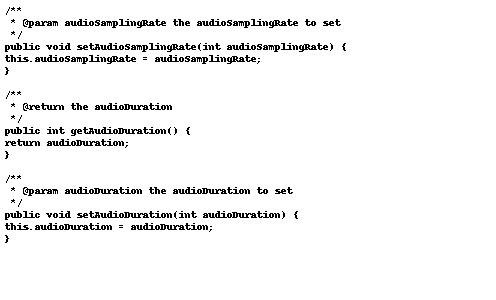 /**
 * @param audioSamplingRate the audioSamplingRate to set
 */
public void setAudioSamplingRate(int audioSamplingRate) {
this.audioSamplingRate = audioSamplingRate;
}

/**
 * @return the audioDuration
 */
public int getAudioDuration() {
return audioDuration;
}

/**
 * @param audioDuration the audioDuration to set
 */
public void setAudioDuration(int audioDuration) {
this.audioDuration = audioDuration;
}